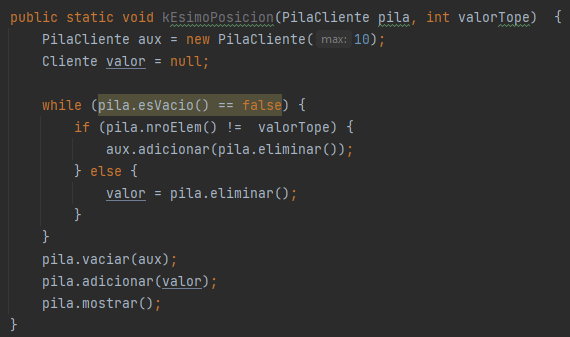 public static void kEsimoPosicion(PilaCliente pila, int valorTope)  {
    PilaCliente aux = new PilaCliente( max: 10);
    Cliente valor = null;

    while (pila.esVacio() == false) {
        if (pila.nroElem() !=  valorTope) {
            aux.adicionar(pila.eliminar());
        } else {
            valor = pila.eliminar();
        }
    }
    pila.vaciar(aux);
    pila.adicionar(valor);
    pila.mostrar();
}